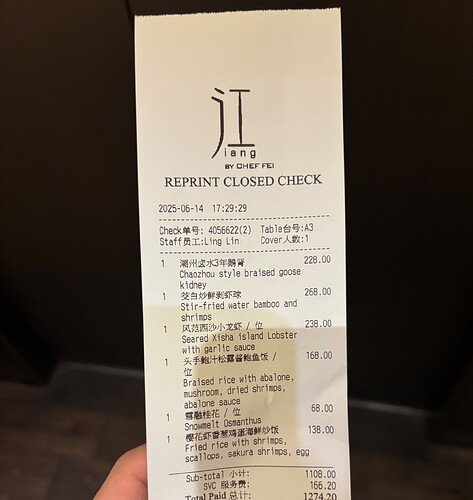 江
jiang
BY CHEF FEI
REPRINT CLOSED CHECK
2025-06-14 17:29:29
Check单号: 4056622(2) Table台号:A3
Staff员工:Ling Lin Cover人数:1
1 潮州卤水3年鹅肾 228.00
Chaozhou style braised goose
kidney
1 茭白炒鲜剥虾球 268.00
Stir-fried water bamboo and
shrimps
1 风范西沙小龙虾 / 位 238.00
Seared Xisha island Lobster
with garlic sauce
1 头手鲍汁松露酱鲍鱼饭 / 168.00
位
Braised rice with abalone,
mushroom, dried shrimps,
abalone sauce
1 雪融桂花 / 位 68.00
Snowmelt Osmanthus
1 樱花虾香葱鸡蛋海鲜炒饭 138.00
Fried rice with shrimps,
scallops, sakura shrimps, egg
Sub-total 小计: 1108.00
SVC 服务费: 166.20
Total Paid 总计: 1274.20